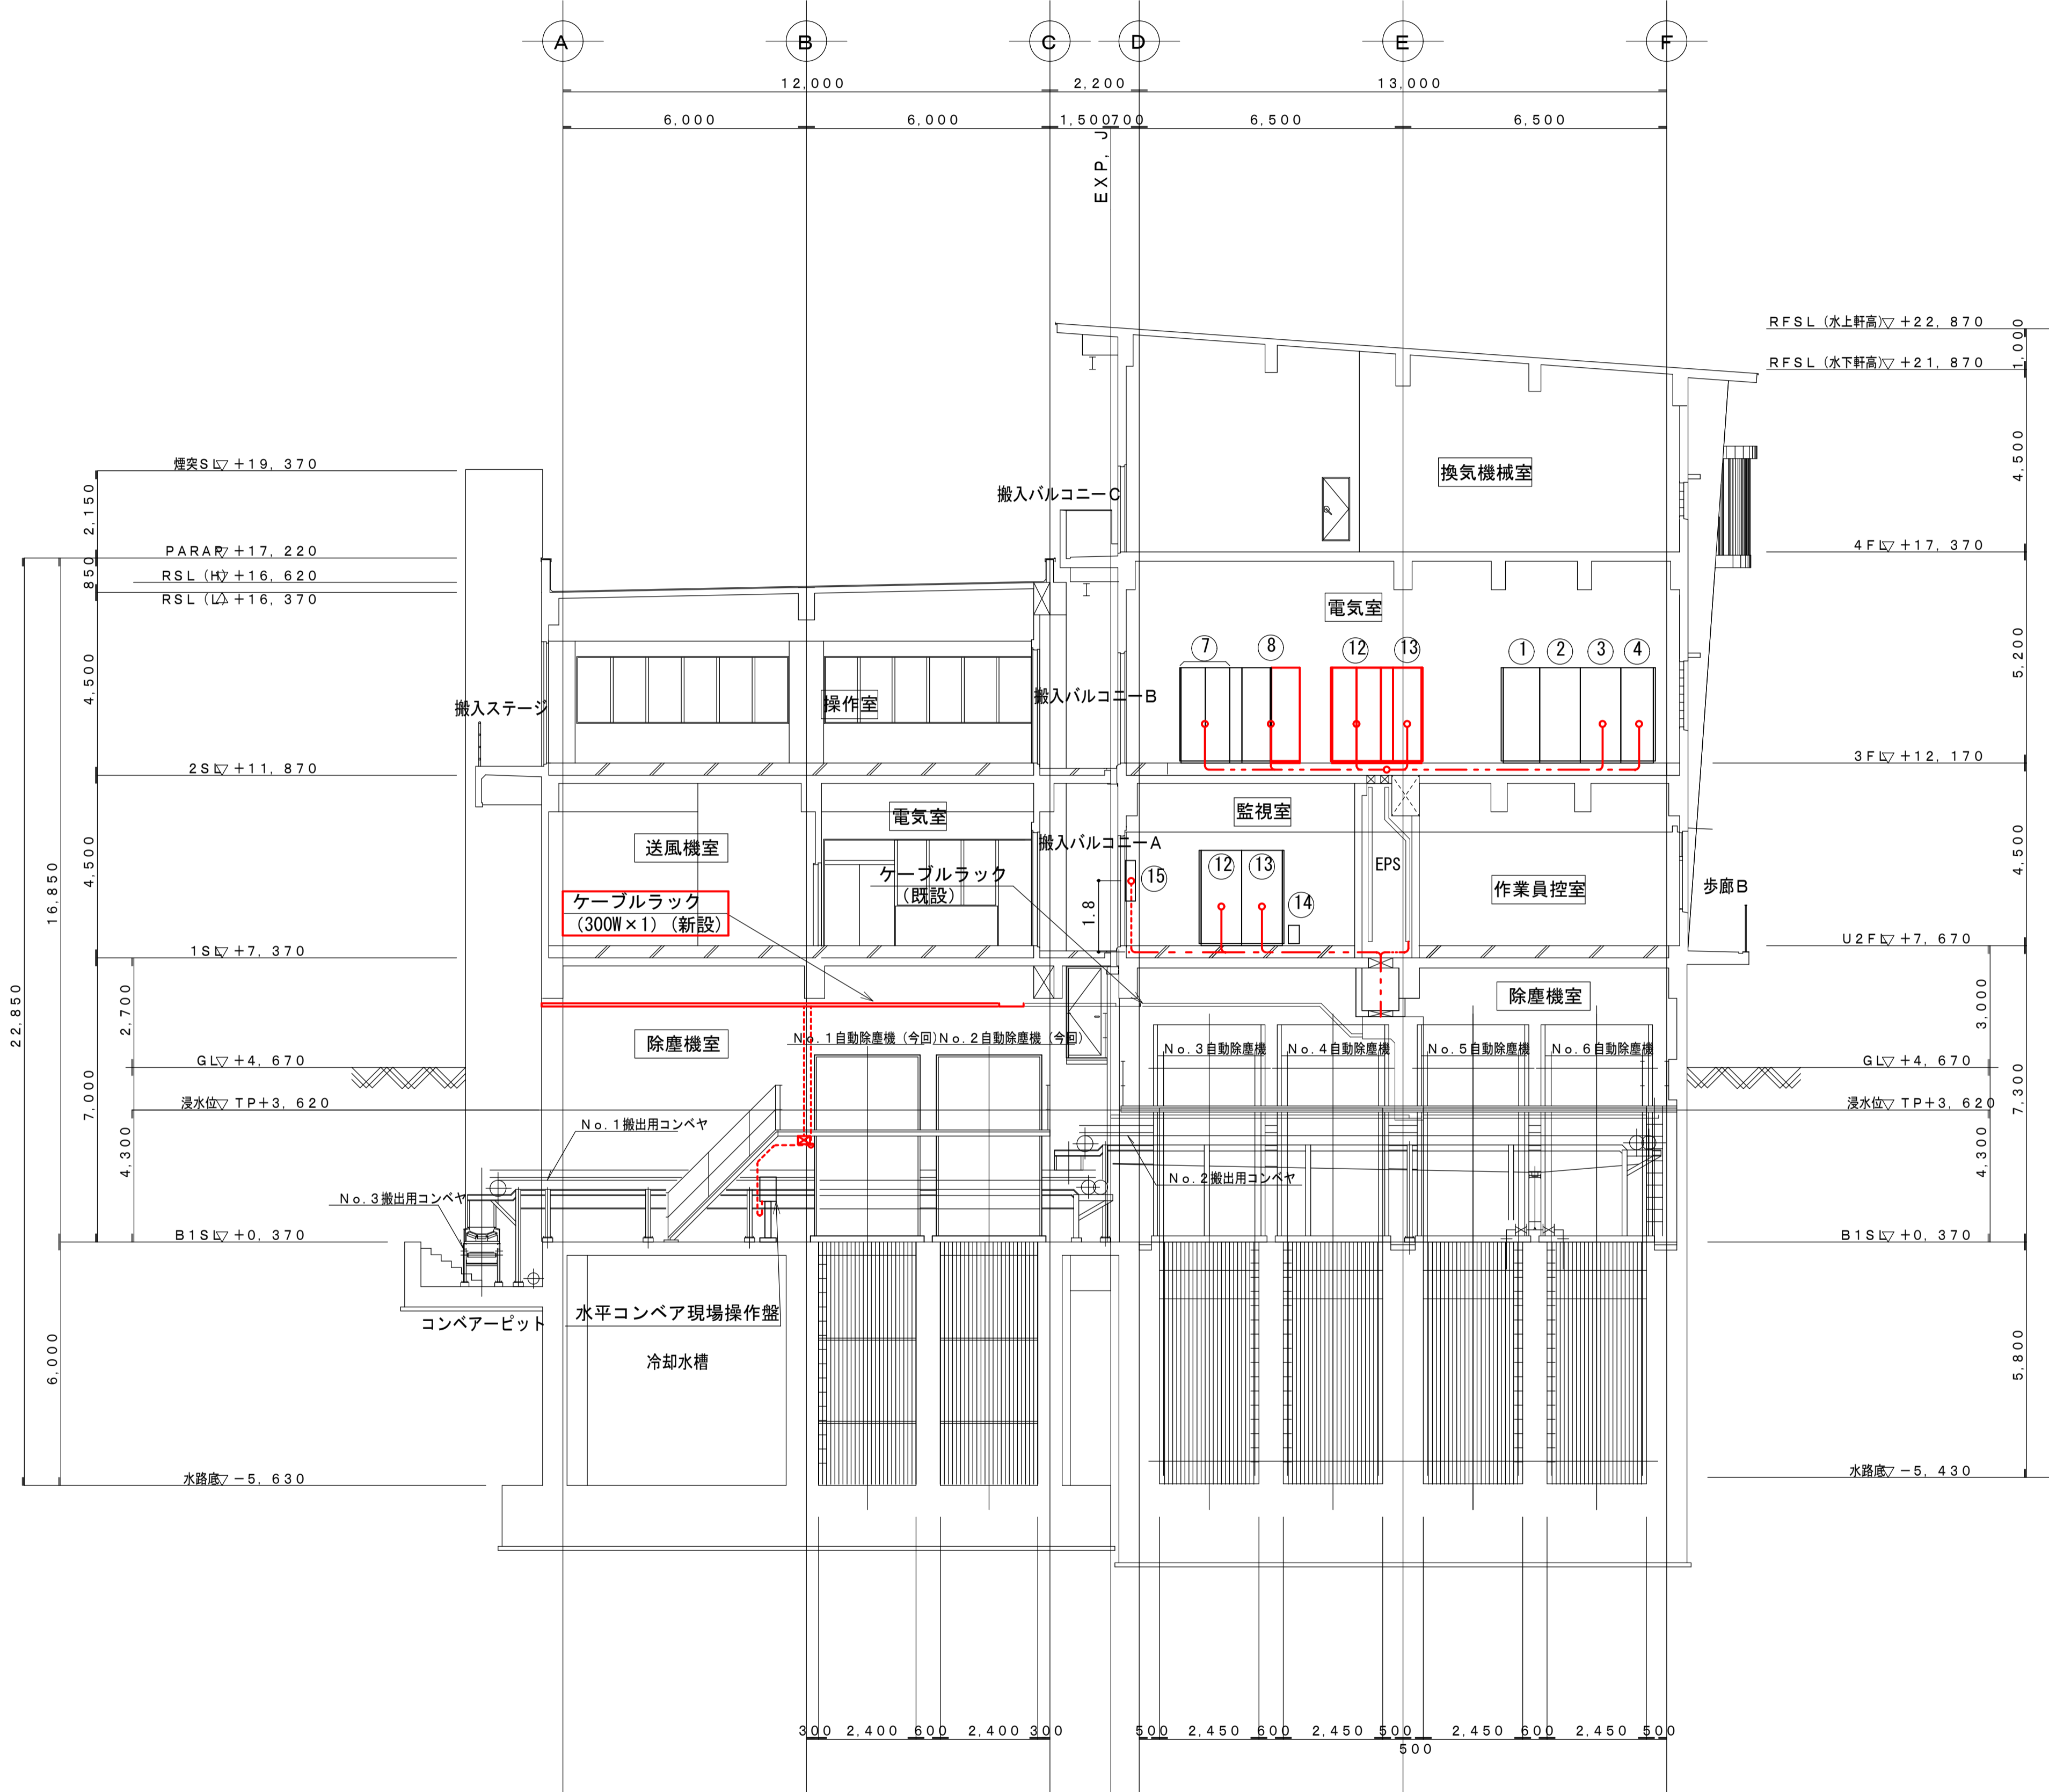 A B C D E F
12,000 2,200 13,000
6,000 6,000 1,500 700 6,500 6,500
EXP, J
RFSL（水上軒高）▽ +22, 870
RFSL（水下軒高）▽ +21, 870
1,000
煙突SL▽ +19, 370
PARAP▽ +17, 220
RSL（H）▽ +16, 620
RSL（L）△ +16, 370
2,150
850
搬入バルコニーC
換気機械室
4,500
4FL▽ +17, 370
電気室
⑦ ⑧ ⑫ ⑬ ① ② ③ ④
5,200
4,500
搬入ステージ
操作室
搬入バルコニーB
2SL▽ +11, 870
3FL▽ +12, 170
電気室
監視室
送風機室
搬入バルコニーA
⑮ ⑫ ⑬ ⑭
EPS
作業員控室
歩廊B
4,500
4,500
16,850
22,850
ケーブルラック
（既設）
ケーブルラック
（300W×1）（新設）
1.8
1SL▽ +7, 370
U2FL▽ +7, 670
除塵機室
除塵機室
2,700
3,000
7,000
7,300
No. 1自動除塵機（今回）
No. 2自動除塵機（今回）
No. 3自動除塵機
No. 4自動除塵機
No. 5自動除塵機
No. 6自動除塵機
GL▽ +4, 670
GL▽ +4, 670
浸水位▽ TP+3, 620
浸水位▽ TP+3, 620
4,300
4,300
No. 1搬出用コンベヤ
No. 2搬出用コンベヤ
No. 3搬出用コンベヤ
B1SL▽ +0, 370
B1SL▽ +0, 370
コンベアーピット
水平コンベア現場操作盤
冷却水槽
6,000
5,800
水路底▽ −5, 630
水路底▽ −5, 430
300 2,400 600 2,400 300
500 2,450 600 2,450 500 2,450 600 2,450 500
500